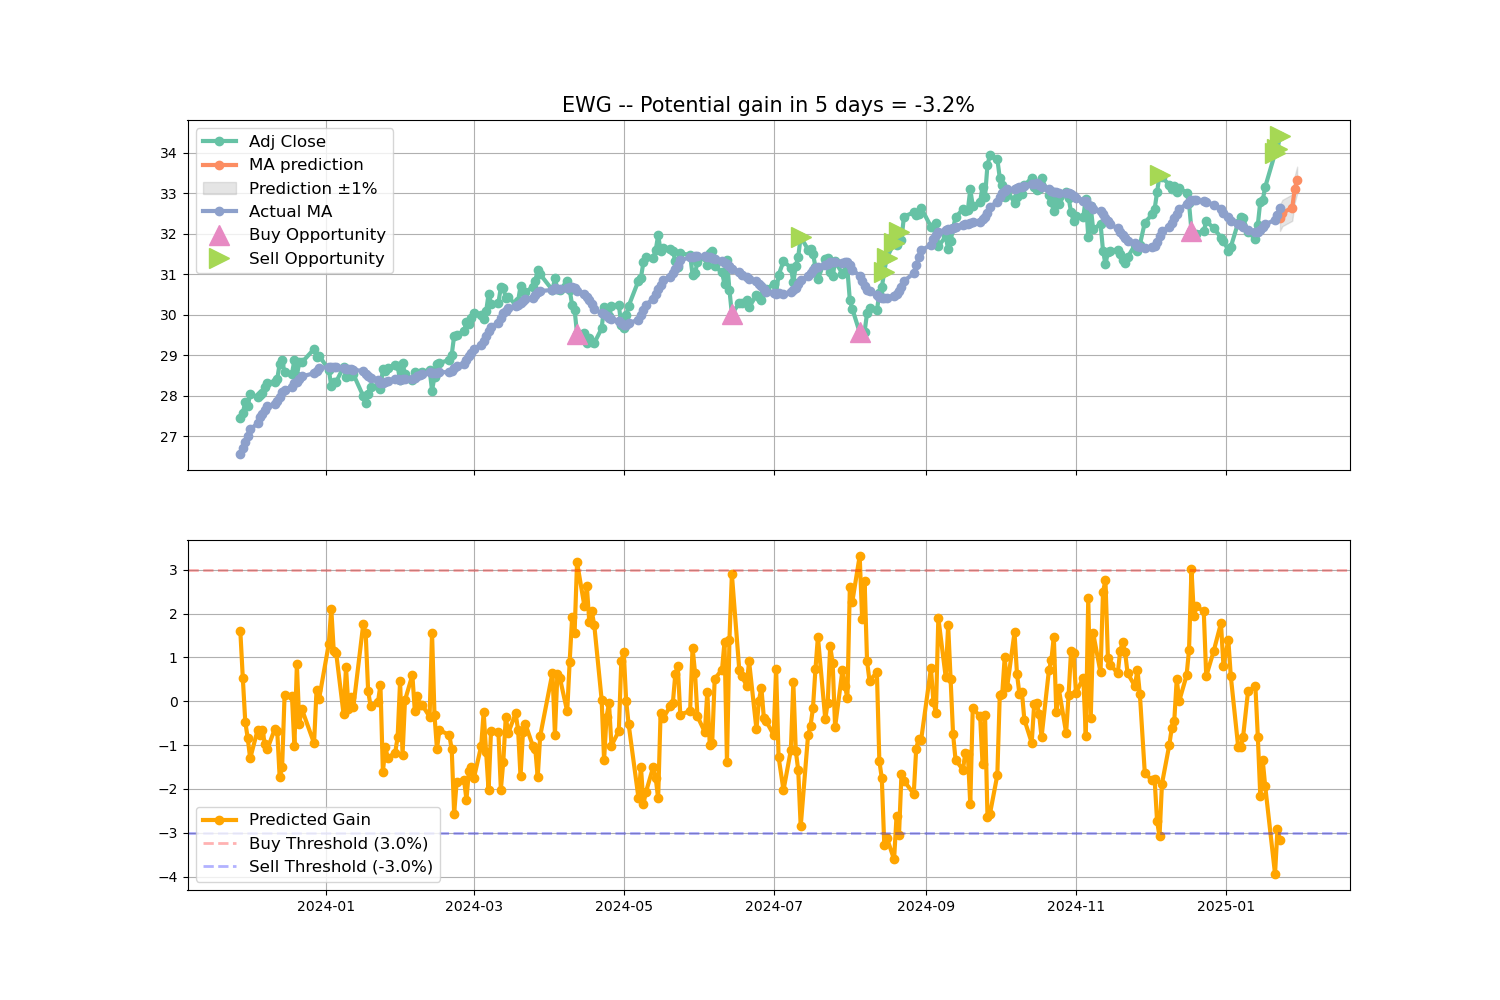 EWG -- Potential gain in 5 days = -3.2%
Adj Close
MA prediction
Prediction ±1%
Actual MA
Buy Opportunity
Sell Opportunity
34
33
32
31
30
29
28
27
3
2
1
0
−1
−2
−3
−4
Predicted Gain
Buy Threshold (3.0%)
Sell Threshold (-3.0%)
2024-01
2024-03
2024-05
2024-07
2024-09
2024-11
2025-01